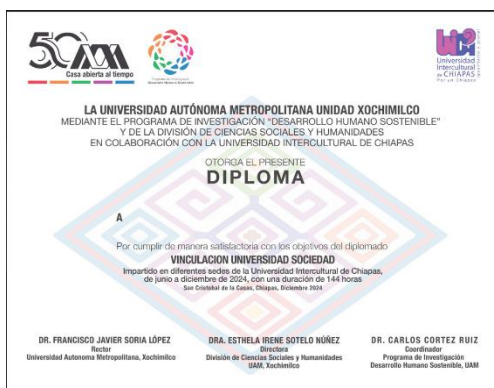 50 UAM
Casa abierta al tiempo
UNICH
Universidad
Intercultural
de CHIAPAS
LA UNIVERSIDAD AUTÓNOMA METROPOLITANA UNIDAD XOCHIMILCO
MEDIANTE EL PROGRAMA DE INVESTIGACIÓN "DESARROLLO HUMANO SOSTENIBLE"
Y DE LA DIVISIÓN DE CIENCIAS SOCIALES Y HUMANIDADES
EN COLABORACIÓN CON LA UNIVERSIDAD INTERCULTURAL DE CHIAPAS
OTORGA EL PRESENTE
DIPLOMA
A
Por cumplir de manera satisfactoria con los objetivos del diplomado
VINCULACION UNIVERSIDAD SOCIEDAD
Impartido en diferentes sedes de la Universidad Intercultural de Chiapas,
de junio a diciembre de 2024, con una duración de 144 horas
San Cristobal de la Casas, Chiapas, Diciembre 2024
DR. FRANCISCO JAVIER SORIA LÓPEZ
Rector
Universidad Autonoma Metropolitana, Xochimilco
DRA. ESTHELA IRENE SOTELO NÚÑEZ
Directora
División de Ciencias Sociales y Humanidades
UAM, Xochimilco
DR. CARLOS CORTEZ RUIZ
Coordinador
Programa de Investigación
Desarrollo Humano Sostenible, UAM